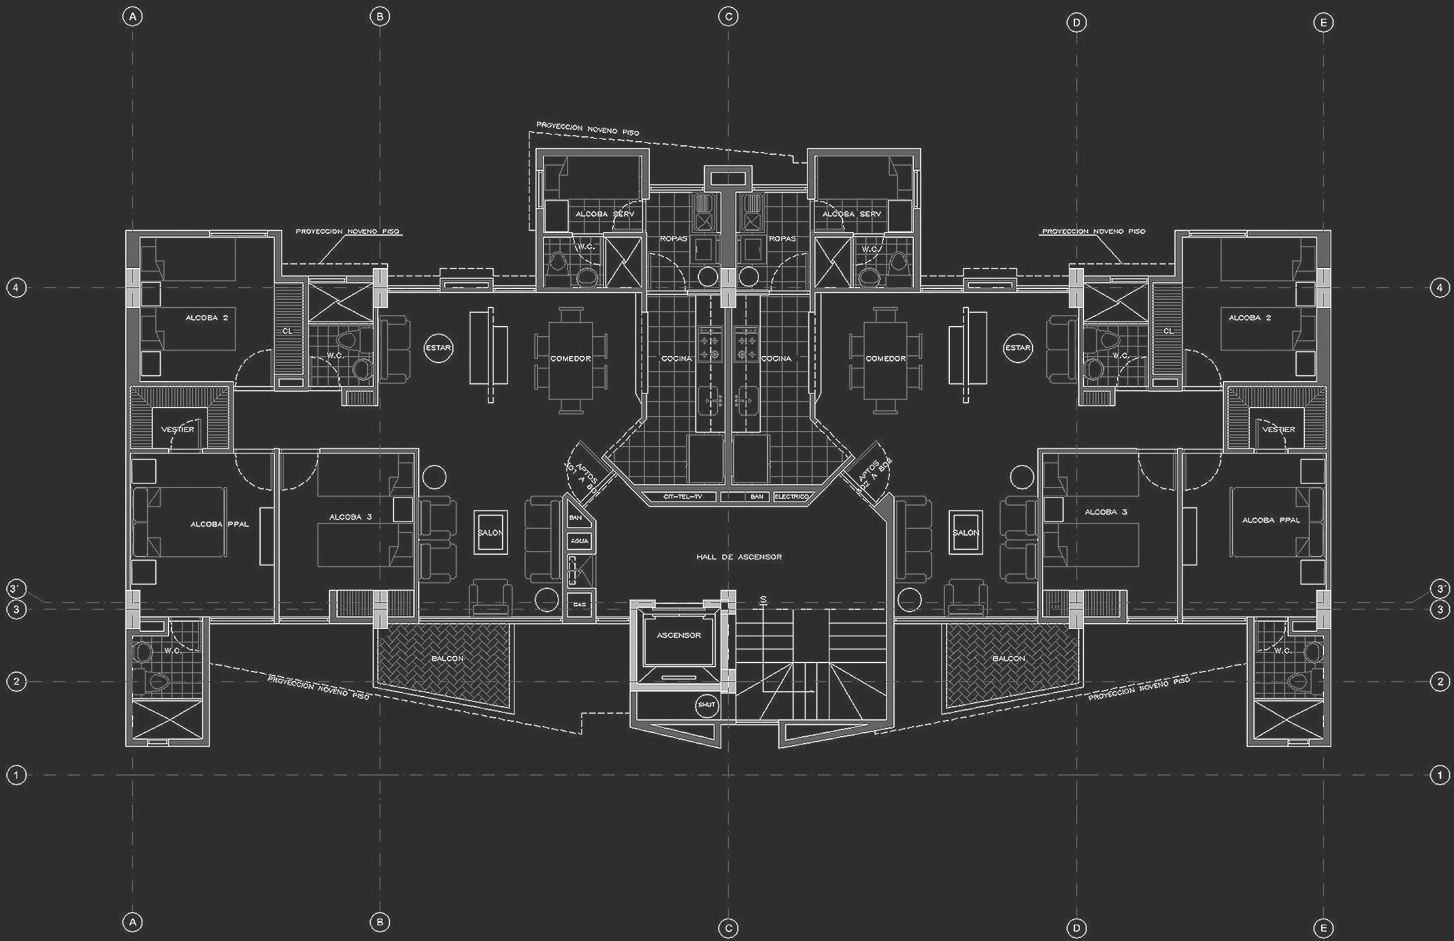 A
B
C
D
E
PROYECCION NOVENO PISO
ALCOBA SERV
ALCOBA SERV
PROYECCION NOVENO PISO
ROPAS
ROPAS
PROYECCION NOVENO PISO
W.C.
W.C.
4
4
ALCOBA 2
CL
W.C.
ESTAR
COMEDOR
COCINA
COCINA
COMEDOR
ESTAR
W.C.
CL
ALCOBA 2
VESTIER
VESTIER
APTOS
APTOS
202 A 802
CIT-TEL-TV
BAN
ELECTRICO
ALCOBA PPAL
ALCOBA 3
SALON
BAN
AGUA
HALL DE ASCENSOR
SALON
ALCOBA 3
ALCOBA PPAL
3'
3
GAS
S
3'
3
ASCENSOR
W.C.
BALCON
BALCON
W.C.
2
PROYECCION NOVENO PISO
SHUT
PROYECCION NOVENO PISO
2
1
1
A
B
C
D
E